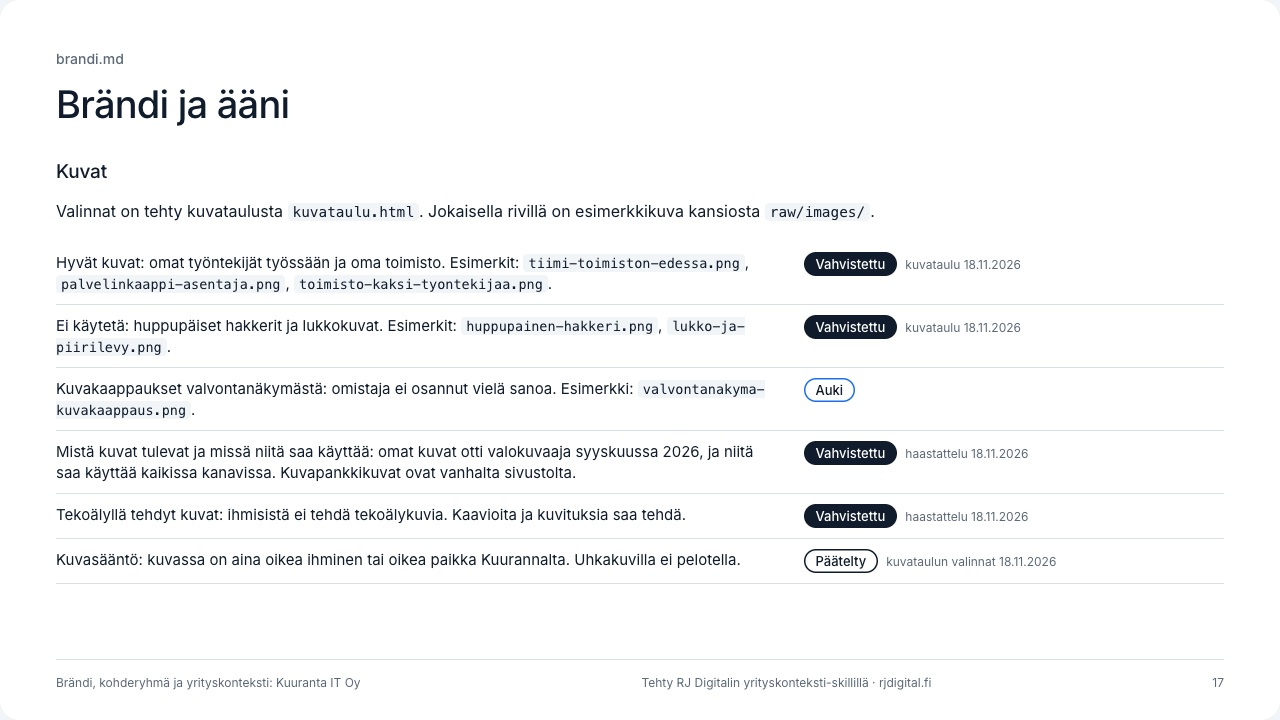 brandi.md
Brändi ja ääni
Kuvat
Valinnat on tehty kuvataulusta kuvataulu.html. Jokaisella rivillä on esimerkkikuva kansiosta raw/images/.
Hyvät kuvat: omat työntekijät työssään ja oma toimisto. Esimerkit: tiimi-toimiston-edessa.png,
palvelinkaappi-asentaja.png, toimisto-kaksi-tyontekijaa.png.
Vahvistettu kuvataulu 18.11.2026
Ei käytetä: huppupäiset hakkerit ja lukkokuvat. Esimerkit: huppupainen-hakkeri.png, lukko-ja-
piirilevy.png.
Vahvistettu kuvataulu 18.11.2026
Kuvakaappaukset valvontanäkymästä: omistaja ei osannut vielä sanoa. Esimerkki: valvontanakyma-
kuvakaappaus.png.
Auki
Mistä kuvat tulevat ja missä niitä saa käyttää: omat kuvat otti valokuvaaja syyskuussa 2026, ja niitä
saa käyttää kaikissa kanavissa. Kuvapankkikuvat ovat vanhalta sivustolta.
Vahvistettu haastattelu 18.11.2026
Tekoälyllä tehdyt kuvat: ihmisistä ei tehdä tekoälykuvia. Kaavioita ja kuvituksia saa tehdä.
Vahvistettu haastattelu 18.11.2026
Kuvasääntö: kuvassa on aina oikea ihminen tai oikea paikka Kuurannalta. Uhkakuvilla ei pelotella.
Päätelty kuvataulun valinnat 18.11.2026
Brändi, kohderyhmä ja yrityskonteksti: Kuuranta IT Oy
Tehty RJ Digitalin yrityskonteksti-skillillä · rjdigital.fi
17